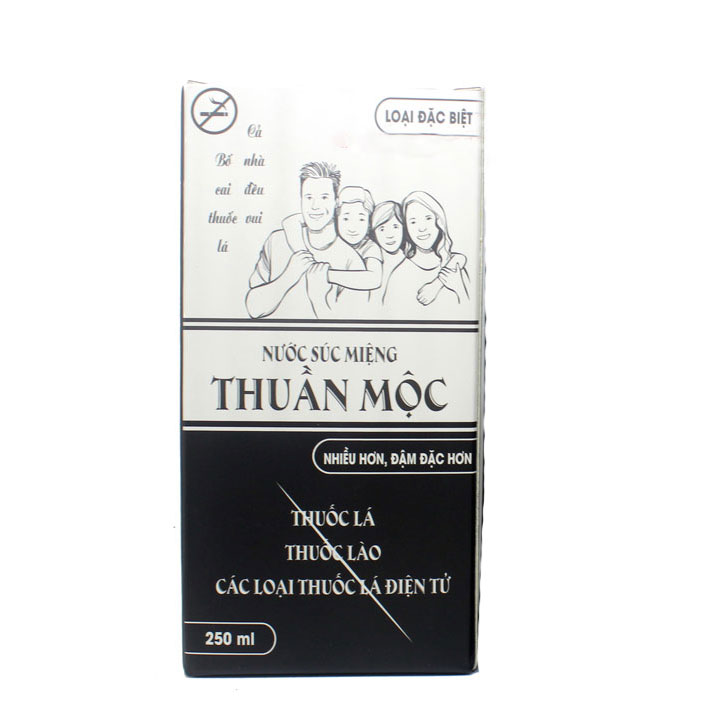 LOẠI ĐẶC BIỆT
Cả
Bố nhà
cai đều
thuốc vui
lá
NƯỚC SÚC MIỆNG
THUẦN MỘC
NHIỀU HƠN, ĐẬM ĐẶC HƠN
THUỐC LÁ
THUỐC LÀO
CÁC LOẠI THUỐC LÁ ĐIỆN TỬ
250 ml